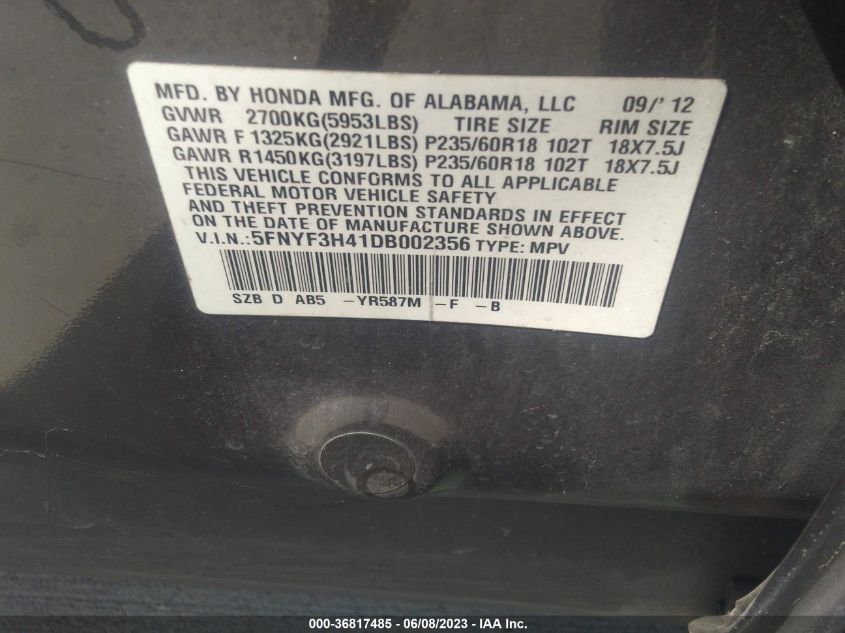 MFD. BY HONDA MFG. OF ALABAMA, LLC 09/' 12
GVWR 2700KG(5953LBS) TIRE SIZE RIM SIZE
GAWR F 1325KG(2921LBS) P235/60R18 102T 18X7.5J
GAWR R1450KG(3197LBS) P235/60R18 102T 18X7.5J
THIS VEHICLE CONFORMS TO ALL APPLICABLE
FEDERAL MOTOR VEHICLE SAFETY
AND THEFT PREVENTION STANDARDS IN EFFECT
ON THE DATE OF MANUFACTURE SHOWN ABOVE.
V.I.N.:5FNYF3H41DB002356 TYPE: MPV
SZB D AB5 -YR587M -F -B
000-36817485 - 06/08/2023 - IAA Inc.